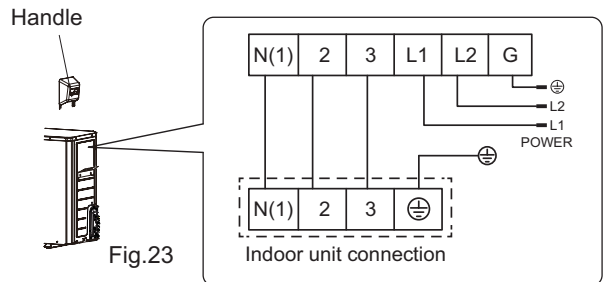 Handle
N(1) 2 3 L1 L2 G
L2
L1
POWER
N(1) 2 3
Fig.23
Indoor unit connection